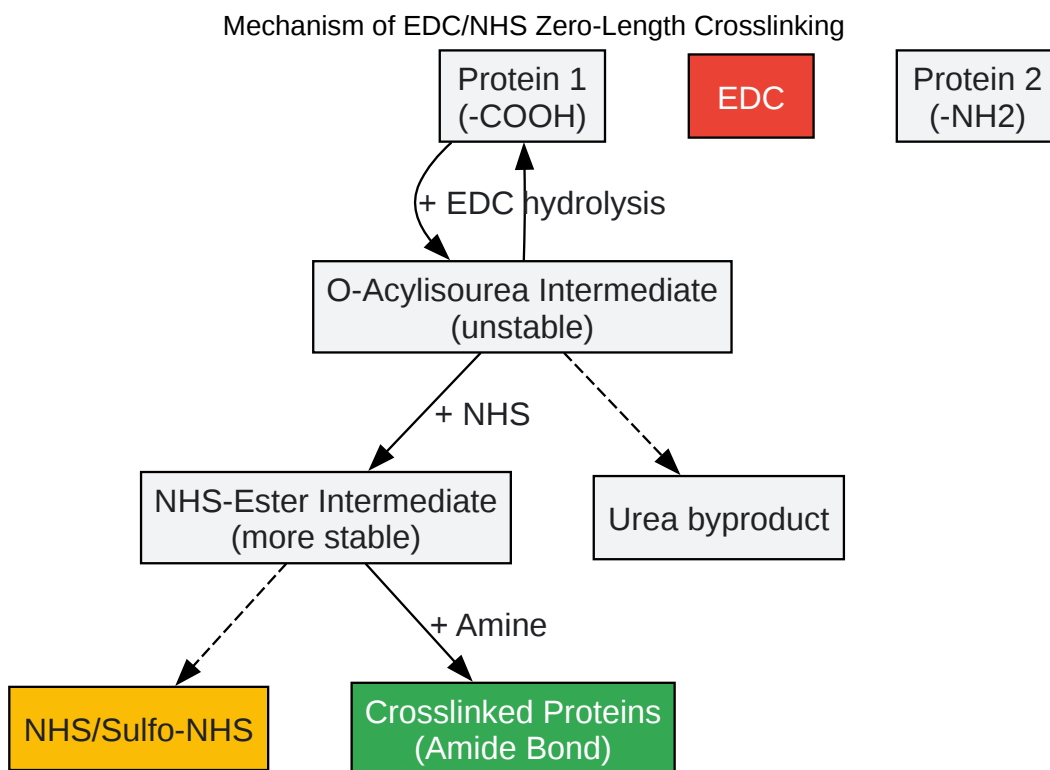 Mechanism of EDC/NHS Zero-Length Crosslinking
Protein 1
(-COOH)
EDC
Protein 2
(-NH2)
+ EDC
hydrolysis
O-Acylisourea Intermediate
(unstable)
+ NHS
NHS-Ester Intermediate
(more stable)
Urea byproduct
+ Amine
NHS/Sulfo-NHS
Crosslinked Proteins
(Amide Bond)